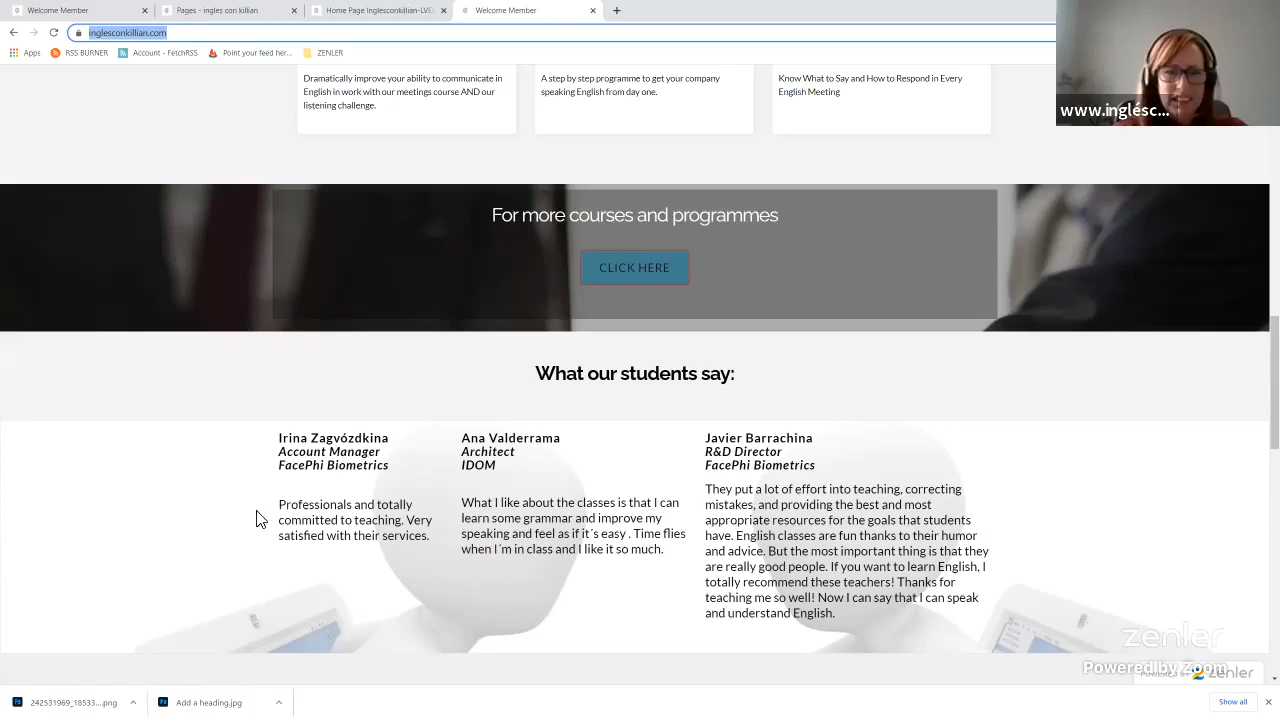 Welcome Member
Pages - ingles con killian
Home Page Inglesconkillian-LVE
Welcome Member
inglesconkillian.com
Apps
RSS BURNER
Account - FetchRSS
Point your feed her...
ZENLER
www.inglésc...
Dramatically improve your ability to communicate in
English in work with our meetings course AND our
listening challenge.
A step by step programme to get your company
speaking English from day one.
Know What to Say and How to Respond in Every
English Meeting
For more courses and programmes
CLICK HERE
What our students say:
Irina Zagvózdkina
Account Manager
FacePhi Biometrics
Professionals and totally
committed to teaching. Very
satisfied with their services.
Ana Valderrama
Architect
IDOM
What I like about the classes is that I can
learn some grammar and improve my
speaking and feel as if it´s easy . Time flies
when I´m in class and I like it so much.
Javier Barrachina
R&D Director
FacePhi Biometrics
They put a lot of effort into teaching, correcting
mistakes, and providing the best and most
appropriate resources for the goals that students
have. English classes are fun thanks to their humor
and advice. But the most important thing is that they
are really good people. If you want to learn English, I
totally recommend these teachers! Thanks for
teaching me so well! Now I can say that I can speak
and understand English.
zenler
Powered by Zoom
POWERED BY zenler
242531969_18533....png
Add a heading.jpg
Show all